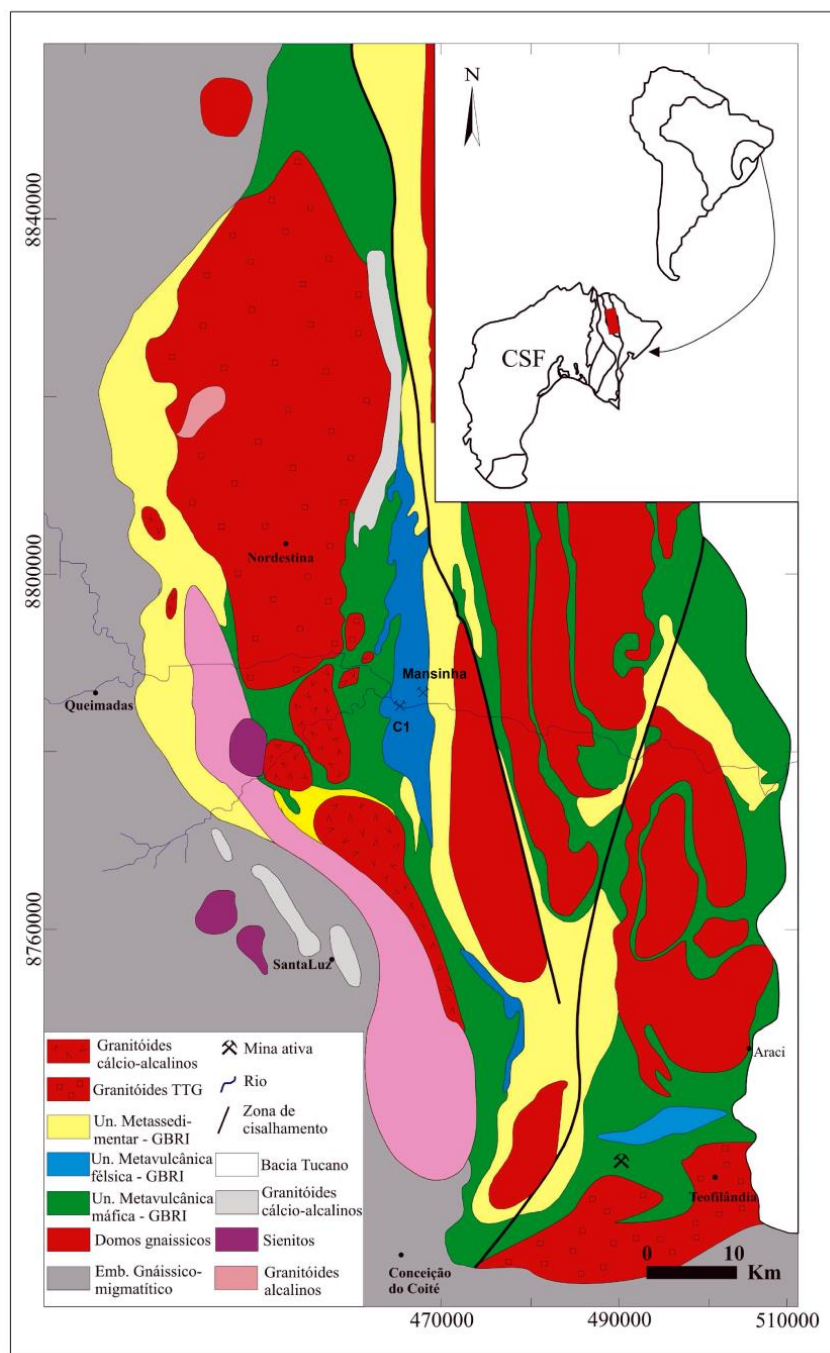 N
CSF
8840000
Nordestina
8800000
Mansinha
Queimadas
C1
8760000
SantaLuz
Araci
Teofilândia
Conceição
do Coité
0 10
Km
Granitóides
cálcio-alcalinos
Granitóides TTG
Un. Metassedi-
mentar - GBRI
Un. Metavulcânica
félsica - GBRI
Un. Metavulcânica
máfica - GBRI
Domos gnaissicos
Emb. Gnáissico-
migmatítico
Mina ativa
Rio
Zona de
cisalhamento
Bacia Tucano
Granitóides
cálcio-alcalinos
Sienitos
Granitóides
alcalinos
470000 490000 510000